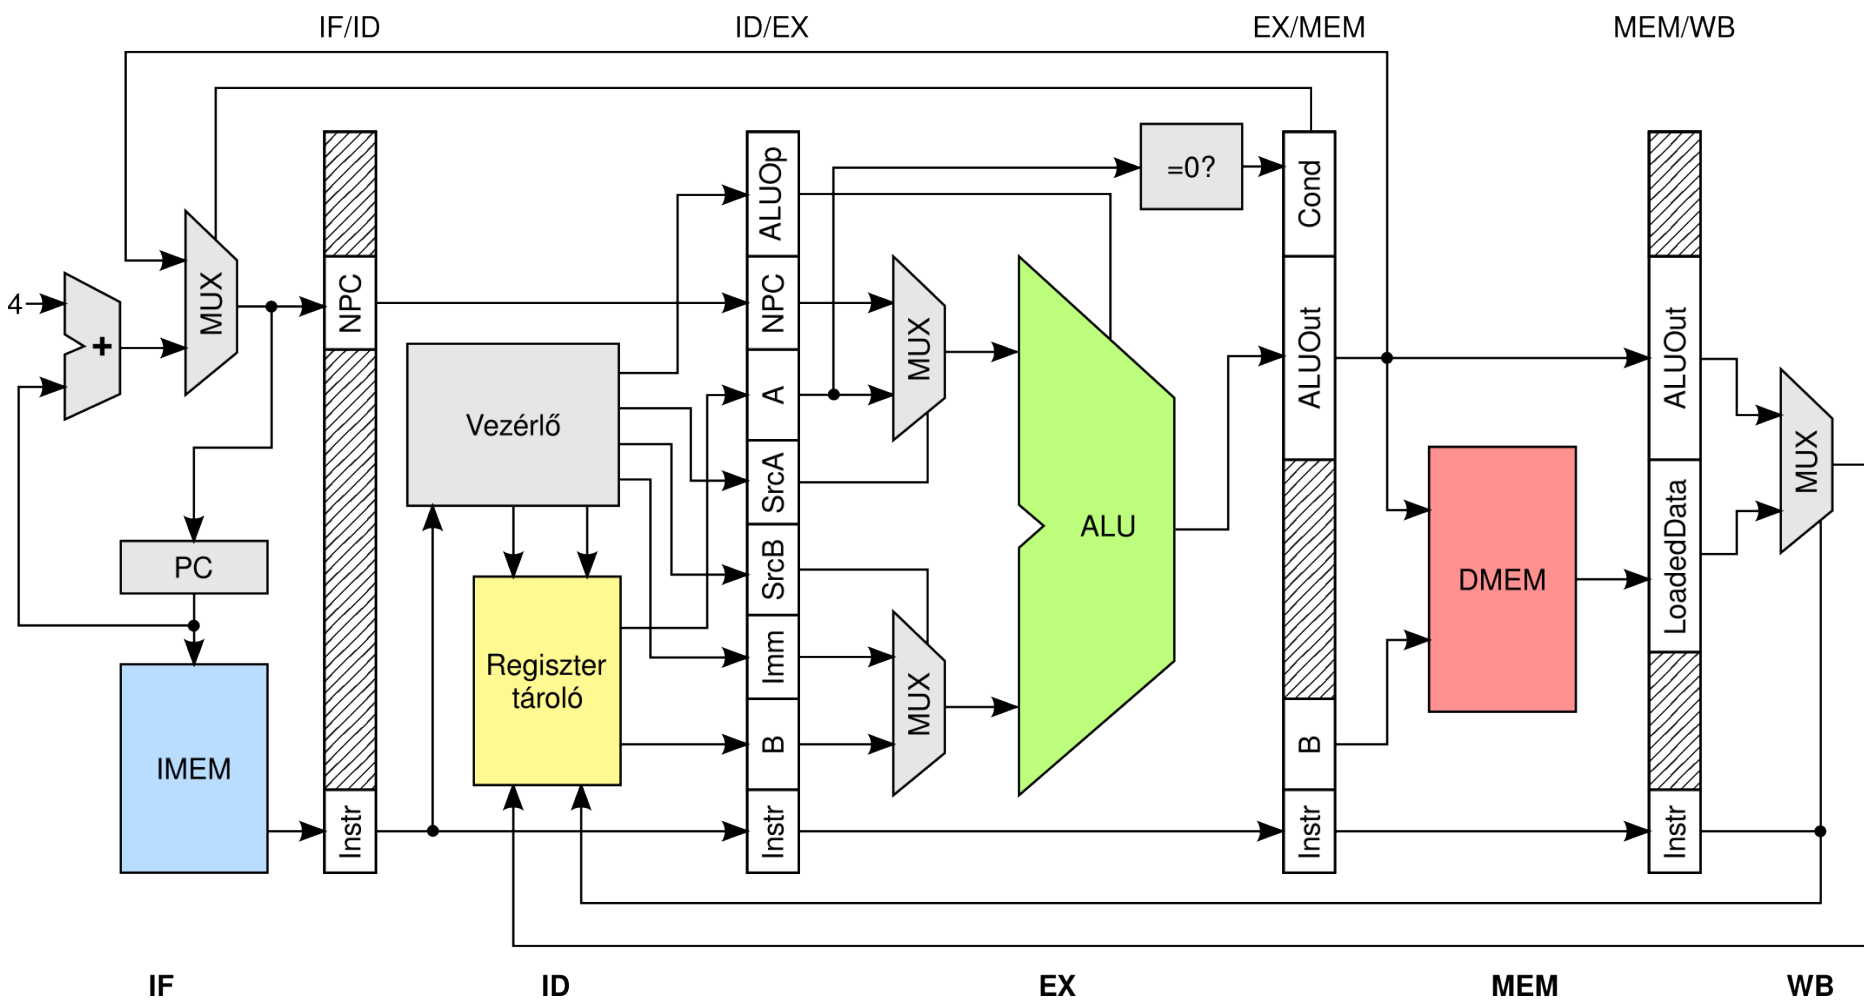 IF/ID
ID/EX
EX/MEM
MEM/WB
4
+
MUX
PC
IMEM
NPC
Instr
Vezérlő
Regiszter
tároló
ALUOp
NPC
A
SrcA
SrcB
Imm
B
Instr
MUX
MUX
ALU
=0?
Cond
ALUOut
B
Instr
DMEM
ALUOut
LoadedData
Instr
MUX
IF
ID
EX
MEM
WB